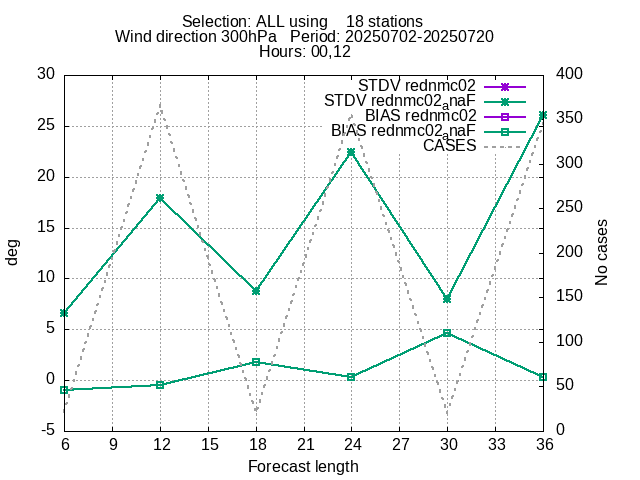 Selection: ALL using    18 stations
Wind direction 300hPa   Period: 20250702-20250720
Hours: 00,12
STDV rednmc02
STDV rednmc02anaF
BIAS rednmc02
BIAS rednmc02anaF
CASES
30
25
20
15
10
5
0
-5
deg
400
350
300
250
200
150
100
50
0
No cases
6 9 12 15 18 21 24 27 30 33 36
Forecast length